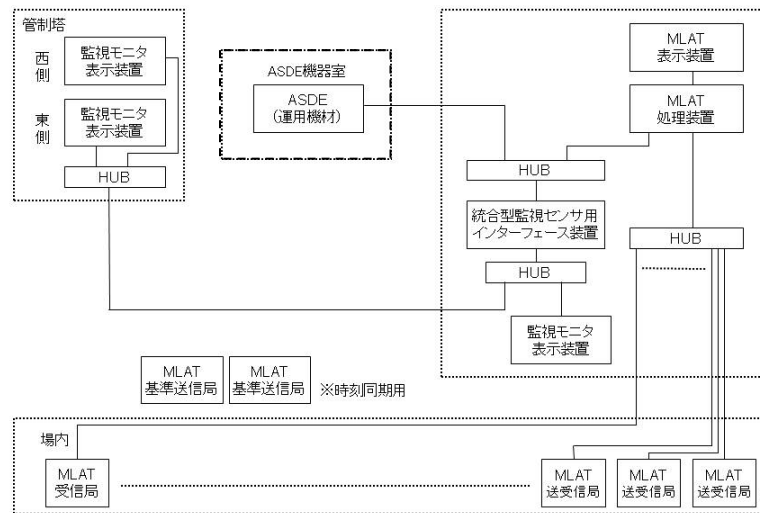 管制塔
西
側
監視モニタ
表示装置
東
側
監視モニタ
表示装置
HUB
ASDE機器室
ASDE
(運用機材)
MLAT
表示装置
MLAT
処理装置
HUB
統合型監視センサ用
インターフェース装置
HUB
HUB
監視モニタ
表示装置
MLAT
基準送信局
MLAT
基準送信局
※時刻同期用
場内
MLAT
受信局
MLAT
送受信局
MLAT
送受信局
MLAT
送受信局